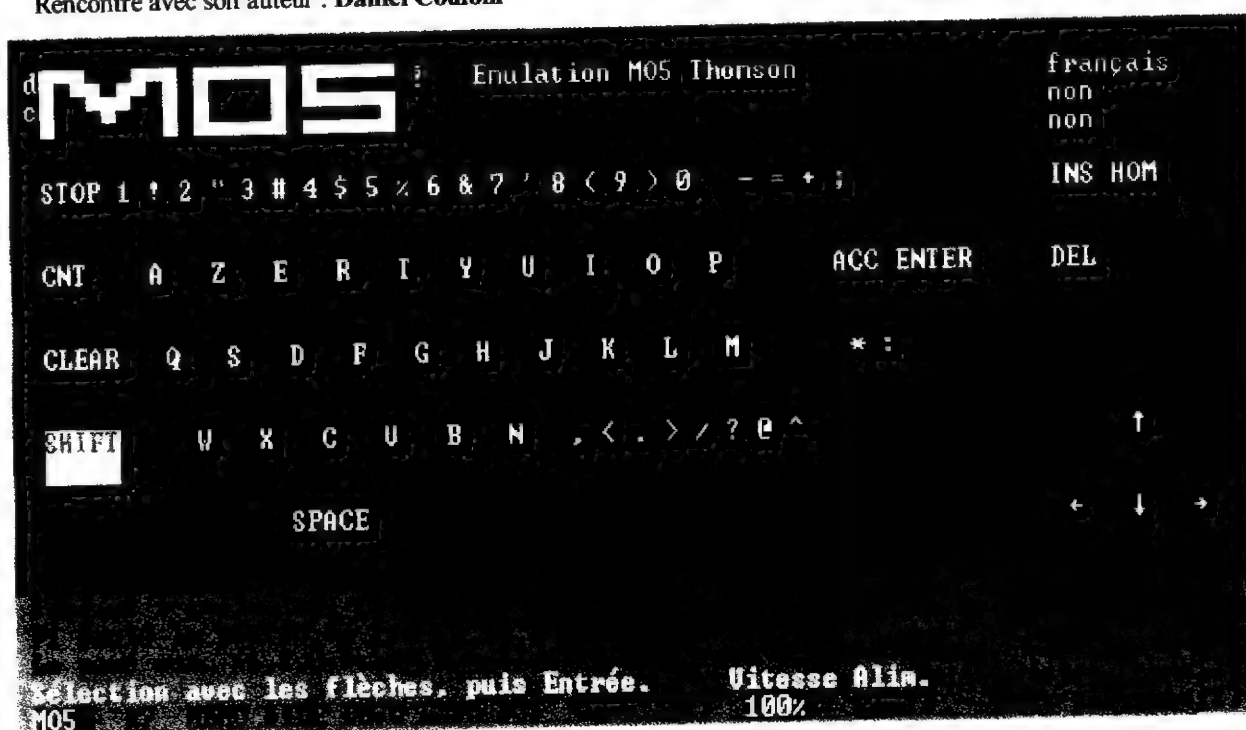 Rencontre avec son auteur : Daniel
MO5 Emulation MO5 Thomson français
non
non
STOP 1 ! 2 " 3 # 4 $ 5 % 6 & 7 ' 8 ( 9 ) 0 - = + ; INS HOM
CNT A Z E R T Y U I O P ACC ENTER DEL
CLEAR Q S D F G H J K L M * :
SHIFT W X C V B N , < . > / ? @ ^ ↑
SPACE ← ↓ →
Sélection avec les flèches, puis Entrée. Vitesse Alim.
MO5 100%